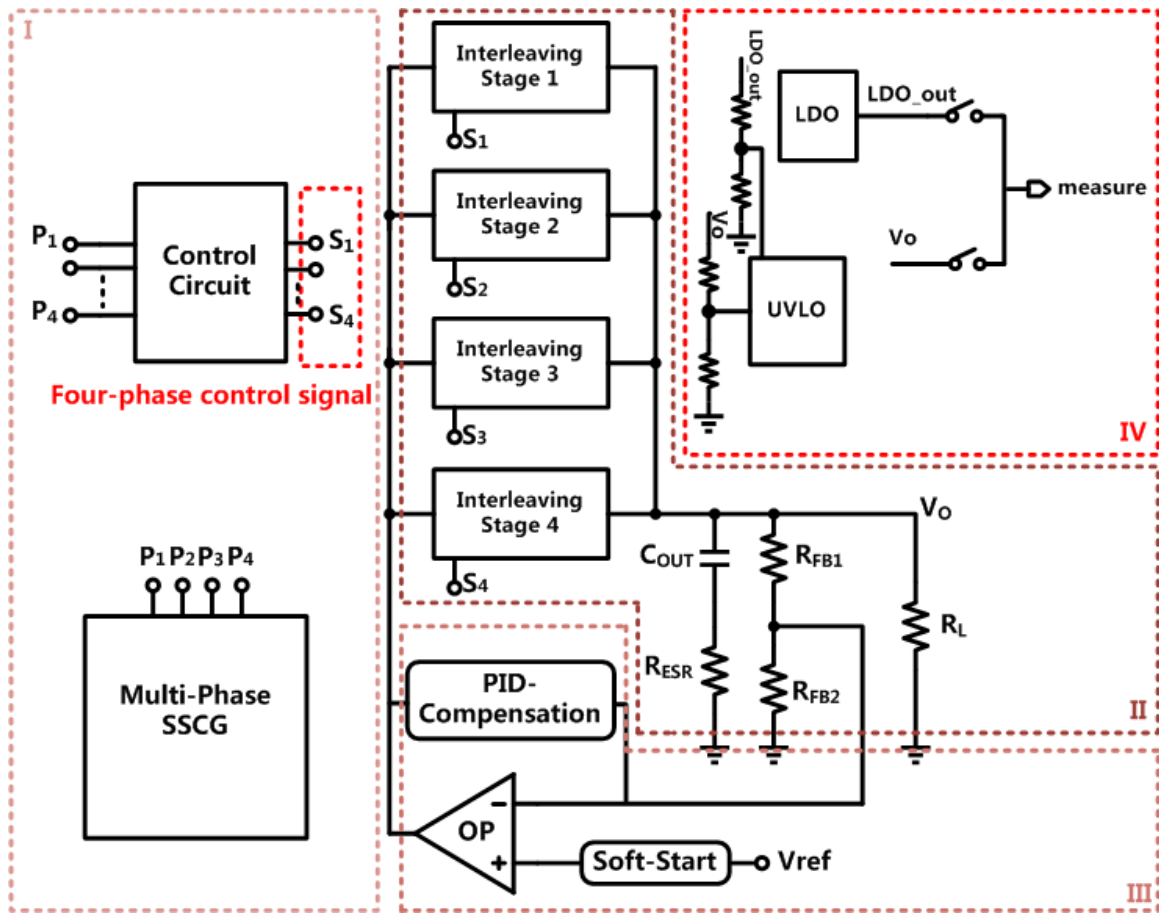 I
P1
P4
Control
Circuit
S1
S4
Four-phase control signal
P1 P2 P3 P4
Multi-Phase
SSCG
Interleaving
Stage 1
S1
Interleaving
Stage 2
S2
Interleaving
Stage 3
S3
Interleaving
Stage 4
S4
LDO_out
LDO
LDO_out
measure
Vo
Vo
UVLO
IV
VO
COUT
RFB1
RL
RESR
RFB2
II
PID-
Compensation
-
OP
+
Soft-Start
Vref
III